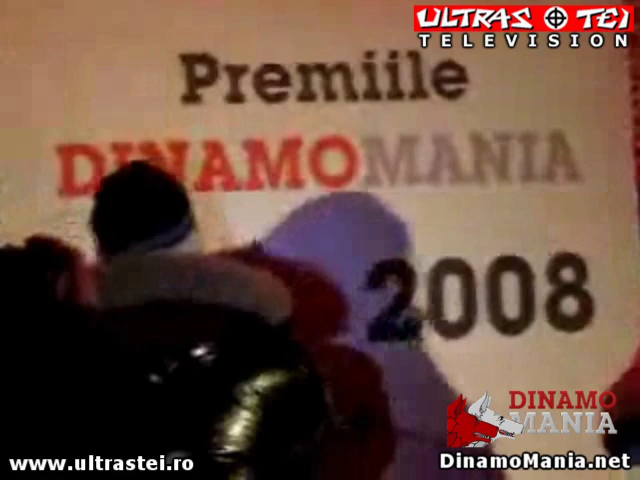 ULTRAS TEI
TELEVISION
Premiile
DINAMOMANIA
2008
DINAMO
MANIA
www.ultrastei.ro
DinamoMania.net